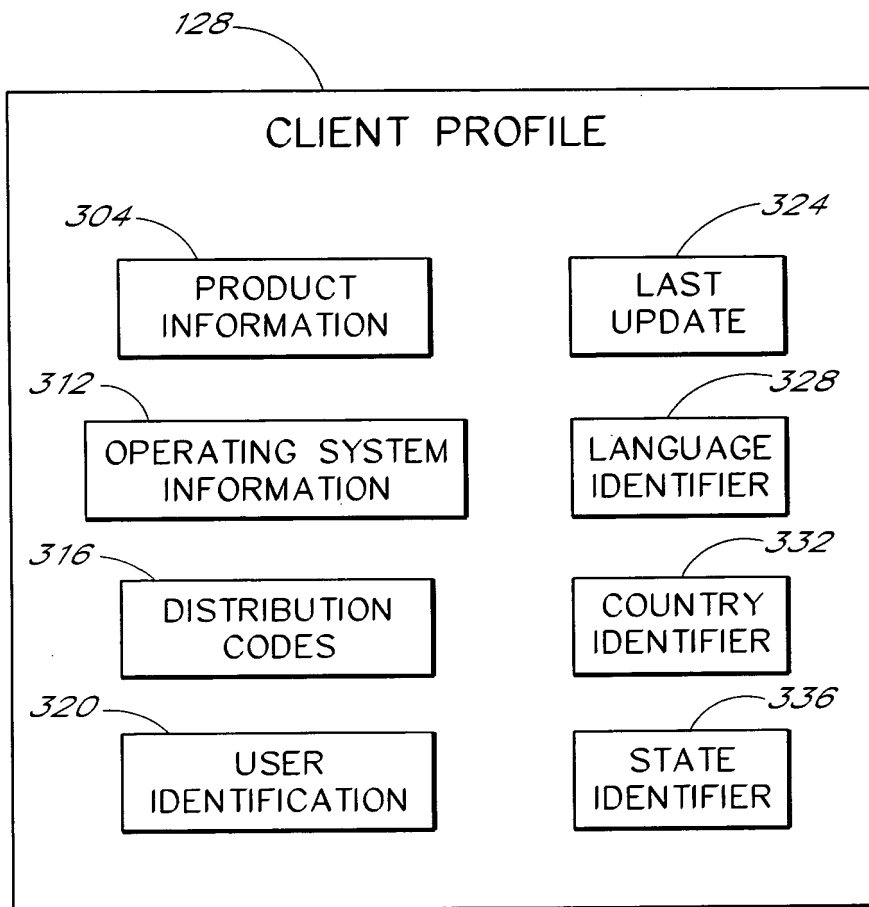 128
CLIENT PROFILE
304
PRODUCT
INFORMATION
324
LAST
UPDATE
312
OPERATING SYSTEM
INFORMATION
328
LANGUAGE
IDENTIFIER
316
DISTRIBUTION
CODES
332
COUNTRY
IDENTIFIER
320
USER
IDENTIFICATION
336
STATE
IDENTIFIER